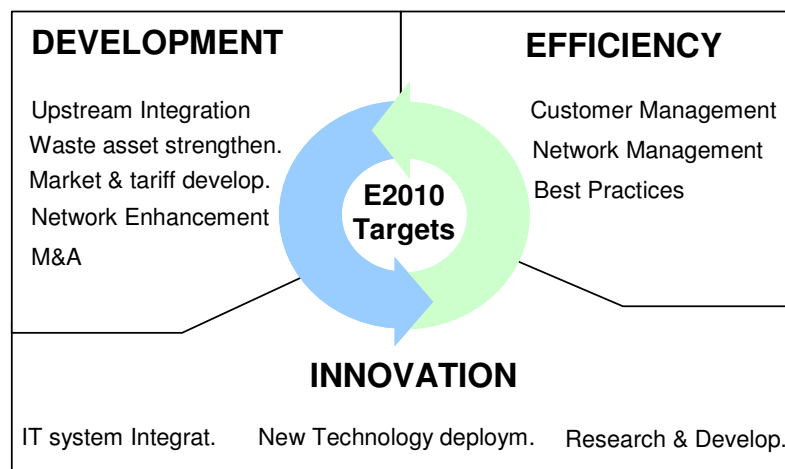 DEVELOPMENT
Upstream Integration
Waste asset strengthen.
Market & tariff develop.
Network Enhancement
M&A
EFFICIENCY
Customer Management
Network Management
Best Practices
E2010
Targets
INNOVATION
IT system Integrat.
New Technology deploym.
Research & Develop.